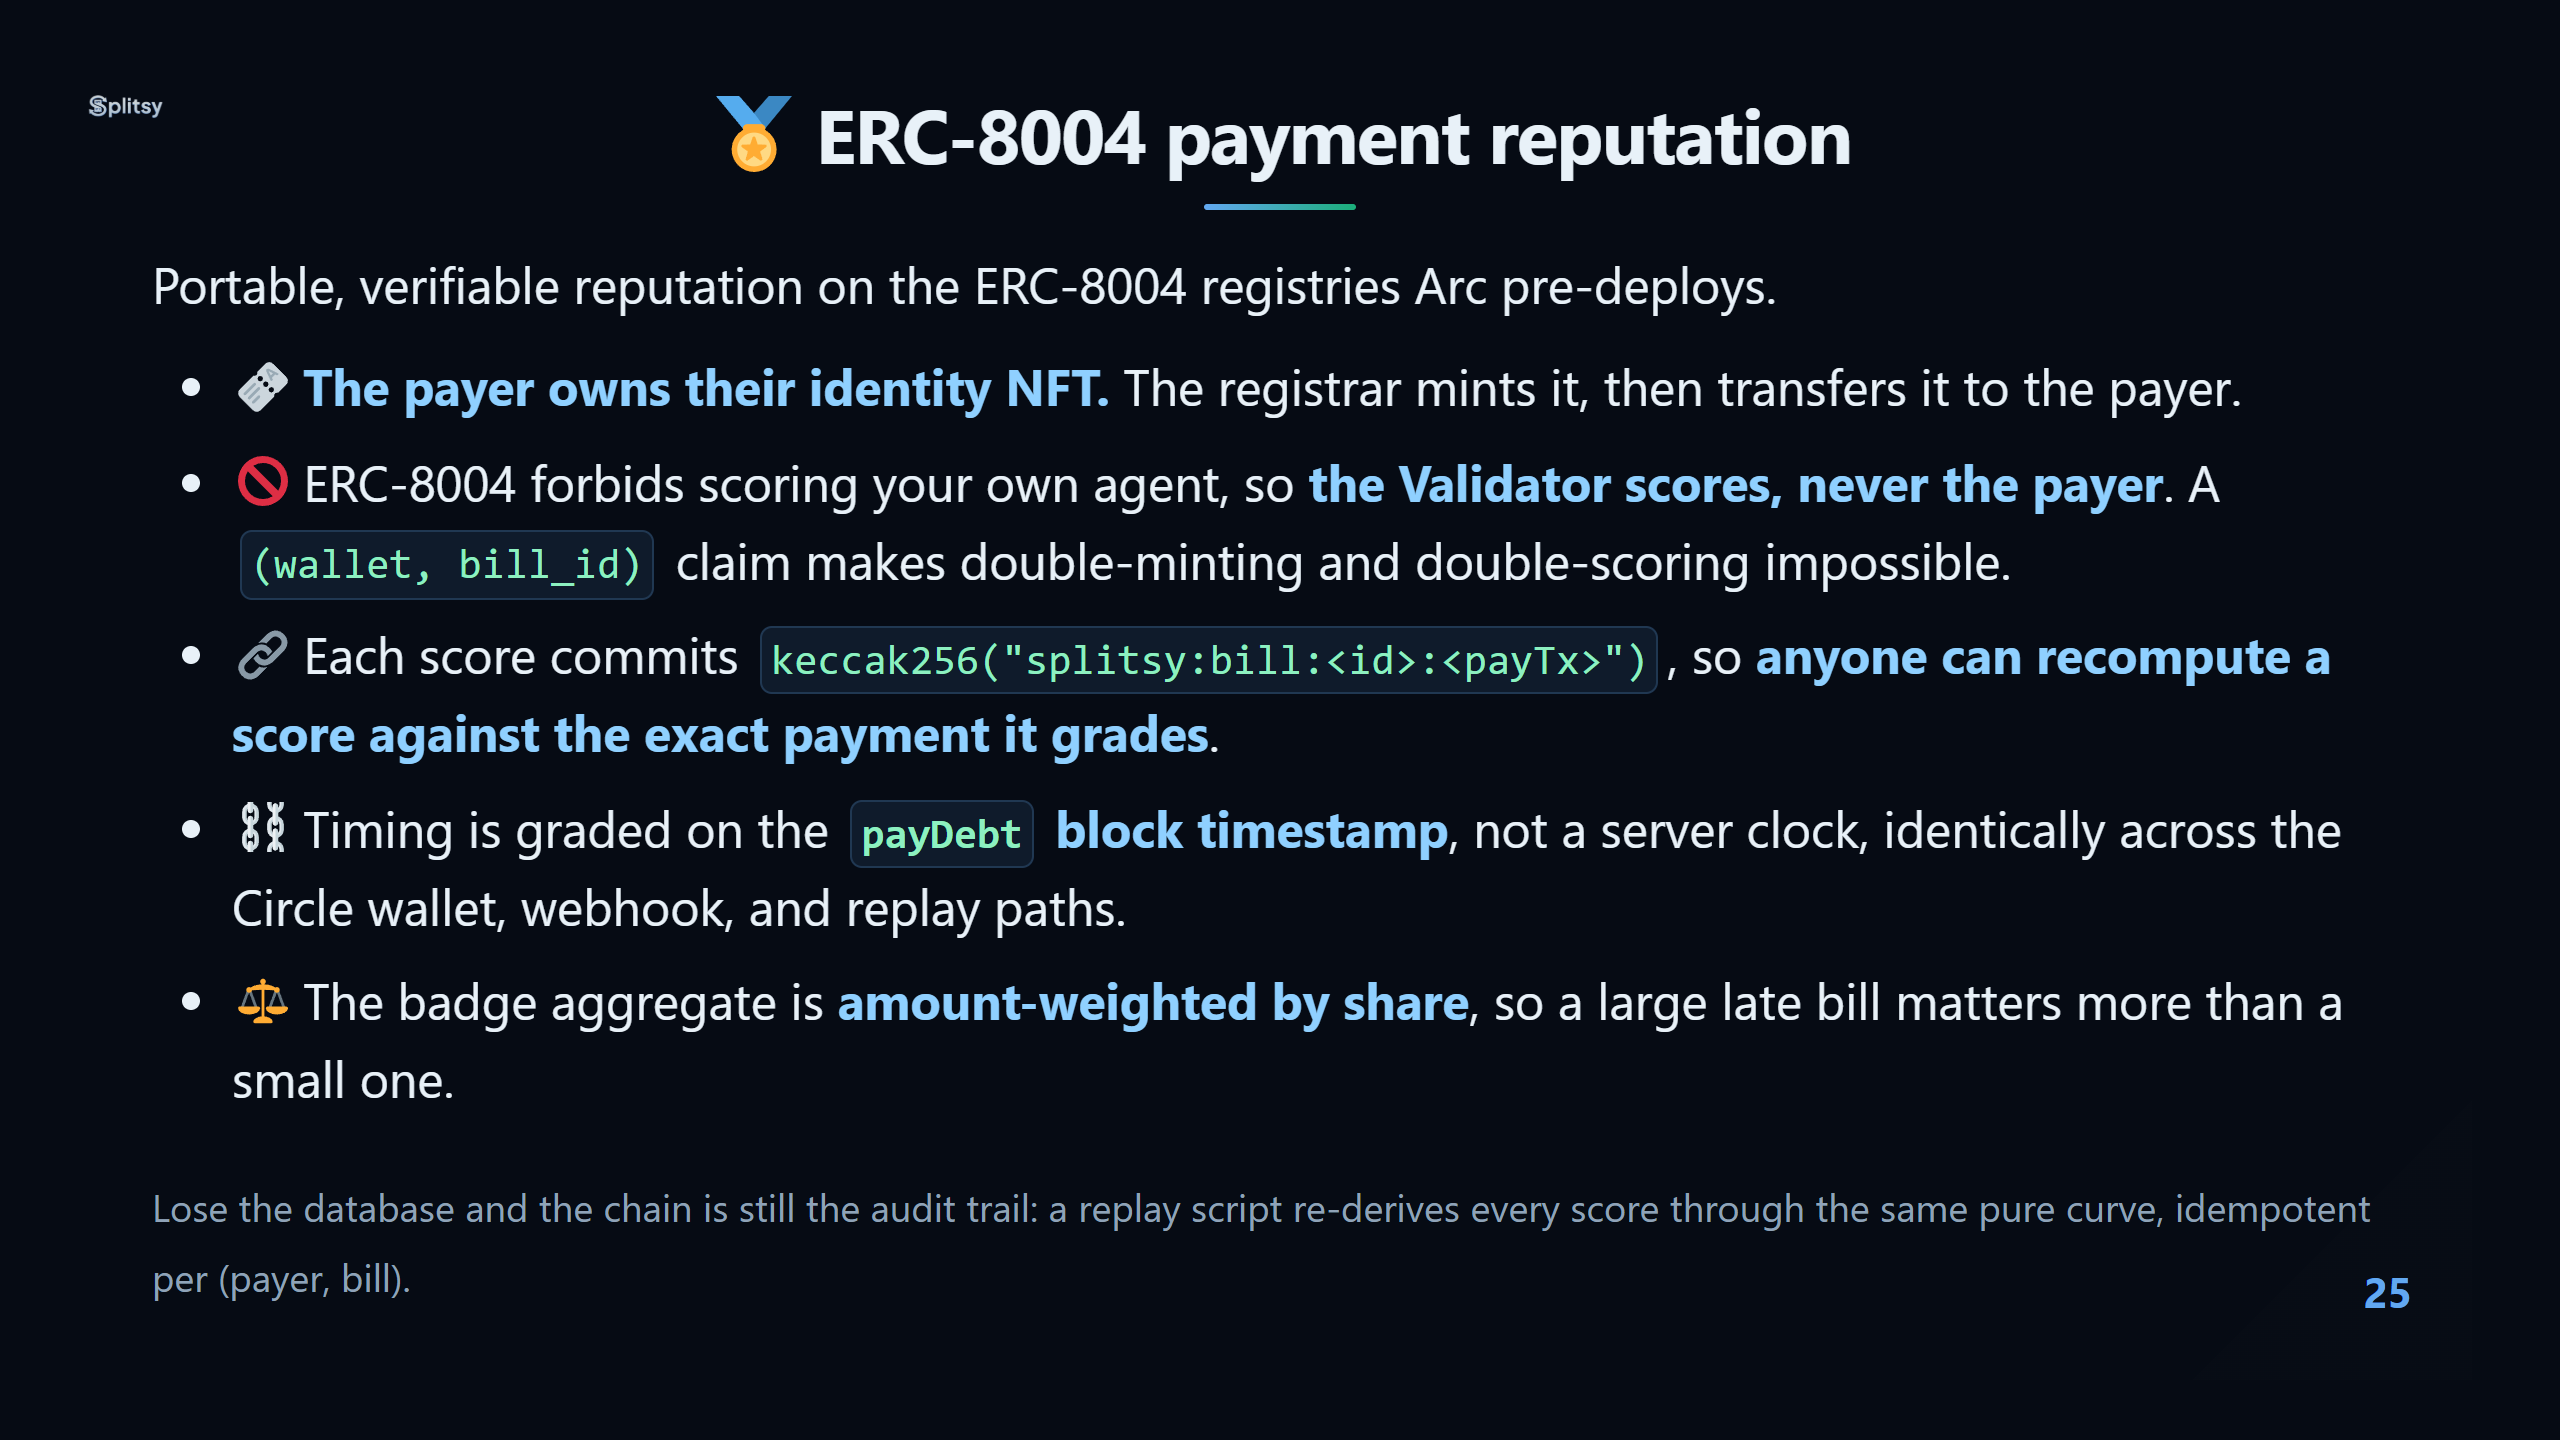 Splitsy
🏅 ERC-8004 payment reputation
Portable, verifiable reputation on the ERC-8004 registries Arc pre-deploys.
• 🎟️ The payer owns their identity NFT. The registrar mints it, then transfers it to the payer.
• 🚫 ERC-8004 forbids scoring your own agent, so the Validator scores, never the payer. A
(wallet, bill_id) claim makes double-minting and double-scoring impossible.
• 🔗 Each score commits keccak256("splitsy:bill:<id>:<payTx>"), so anyone can recompute a
score against the exact payment it grades.
• ⛓️ Timing is graded on the payDebt block timestamp, not a server clock, identically across the
Circle wallet, webhook, and replay paths.
• ⚖️ The badge aggregate is amount-weighted by share, so a large late bill matters more than a
small one.
Lose the database and the chain is still the audit trail: a replay script re-derives every score through the same pure curve, idempotent
per (payer, bill).
25